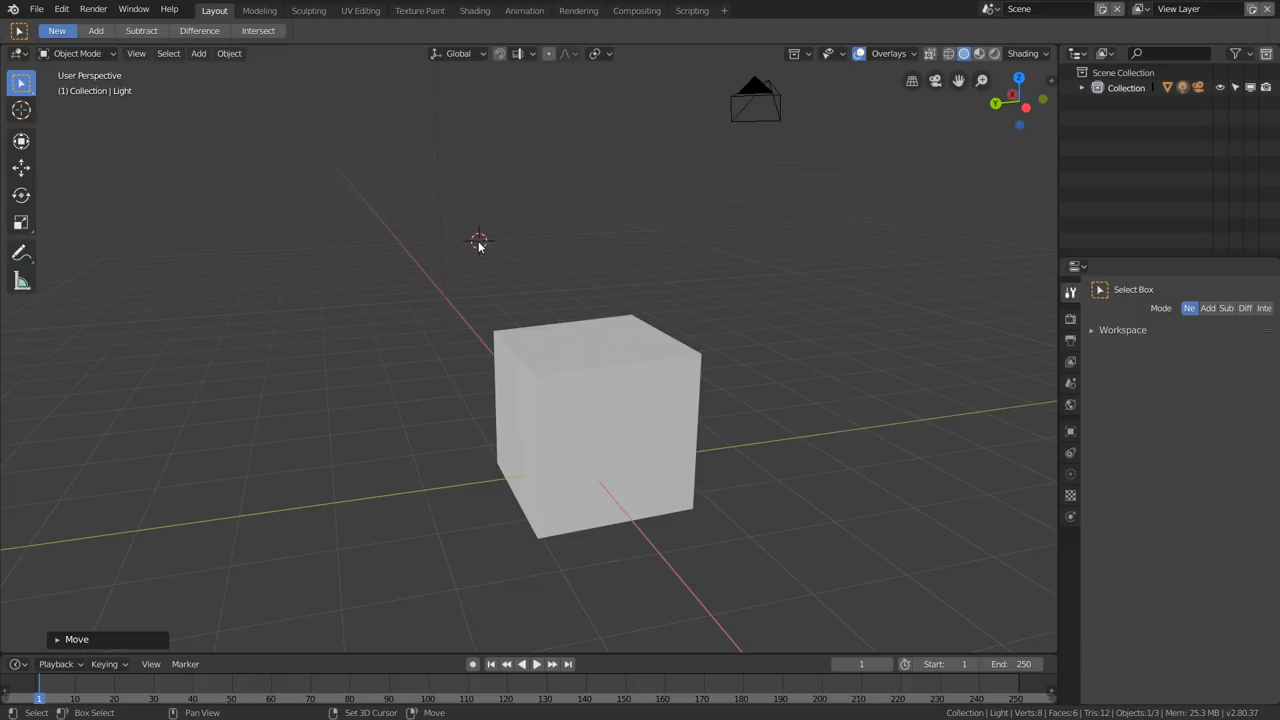 File Edit Render Window Help Layout Modeling Sculpting UV Editing Texture Paint Shading Animation Rendering Compositing Scripting + Scene View Layer
New Add Subtract Difference Intersect
Object Mode View Select Add Object Global Overlays Shading
User Perspective
(1) Collection | Light
Z
X
Y
Scene Collection
Collection
Select Box
Mode Ne Add Sub Diff Inte
Workspace
Move
Playback Keying View Marker 1 Start: 1 End: 250
1 10 20 30 40 50 60 70 80 90 100 110 120 130 140 150 160 170 180 190 200 210 220 230 240 250
Select Box Select Pan View Set 3D Cursor Move Collection | Light | Verts:8 | Faces:6 | Tris:12 | Objects:1/3 | Mem: 25.3 MB | v2.80.37